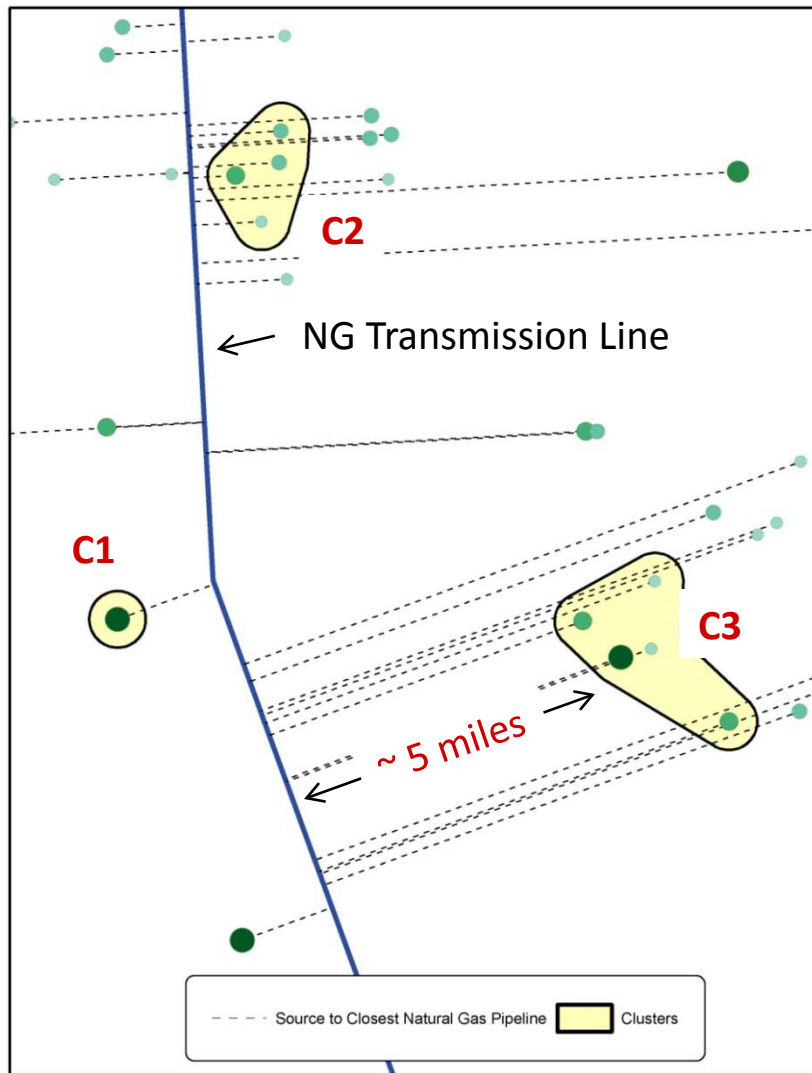 C2
NG Transmission Line
C1
C3
~ 5 miles
Source to Closest Natural Gas Pipeline
Clusters